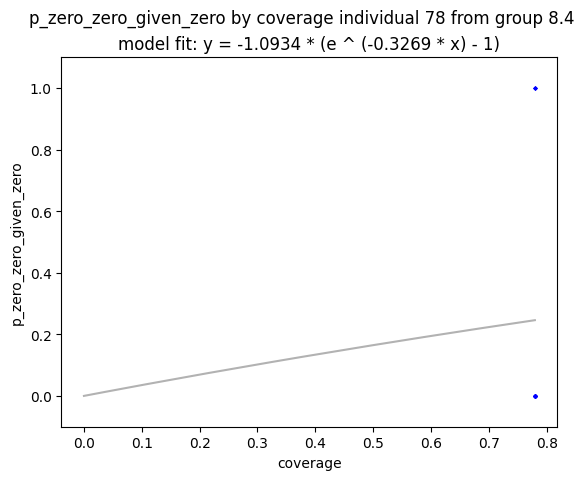 p_zero_zero_given_zero by coverage individual 78 from group 8.4
model fit: y = -1.0934 * (e ^ (-0.3269 * x) - 1)
p_zero_zero_given_zero
1.0
0.8
0.6
0.4
0.2
0.0
0.0 0.1 0.2 0.3 0.4 0.5 0.6 0.7 0.8
coverage